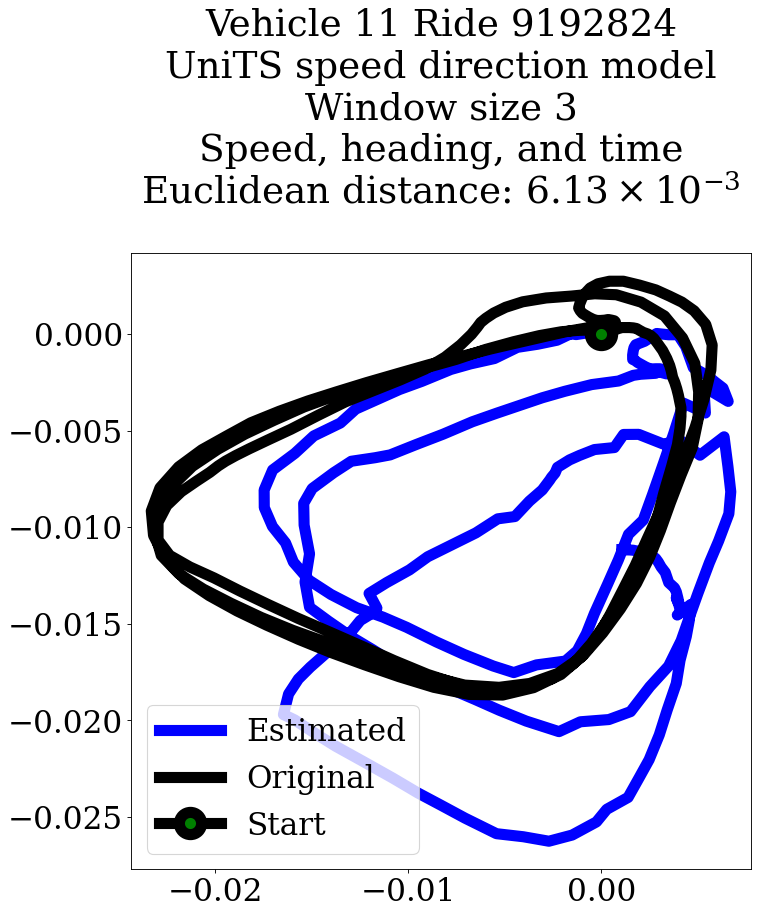 Vehicle 11 Ride 9192824
UniTS speed direction model
Window size 3
Speed, heading, and time
Euclidean distance: 6.13 × 10⁻³
0.000
−0.005
−0.010
−0.015
−0.020
−0.025
Estimated
Original
Start
−0.02
−0.01
0.00